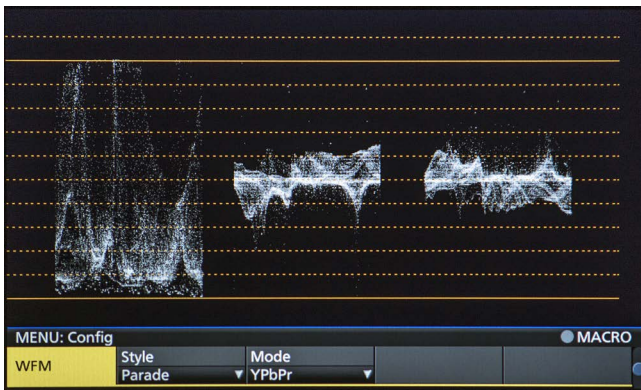 MENU: Config
MACRO
WFM
Style
Mode
Parade
YPbPr